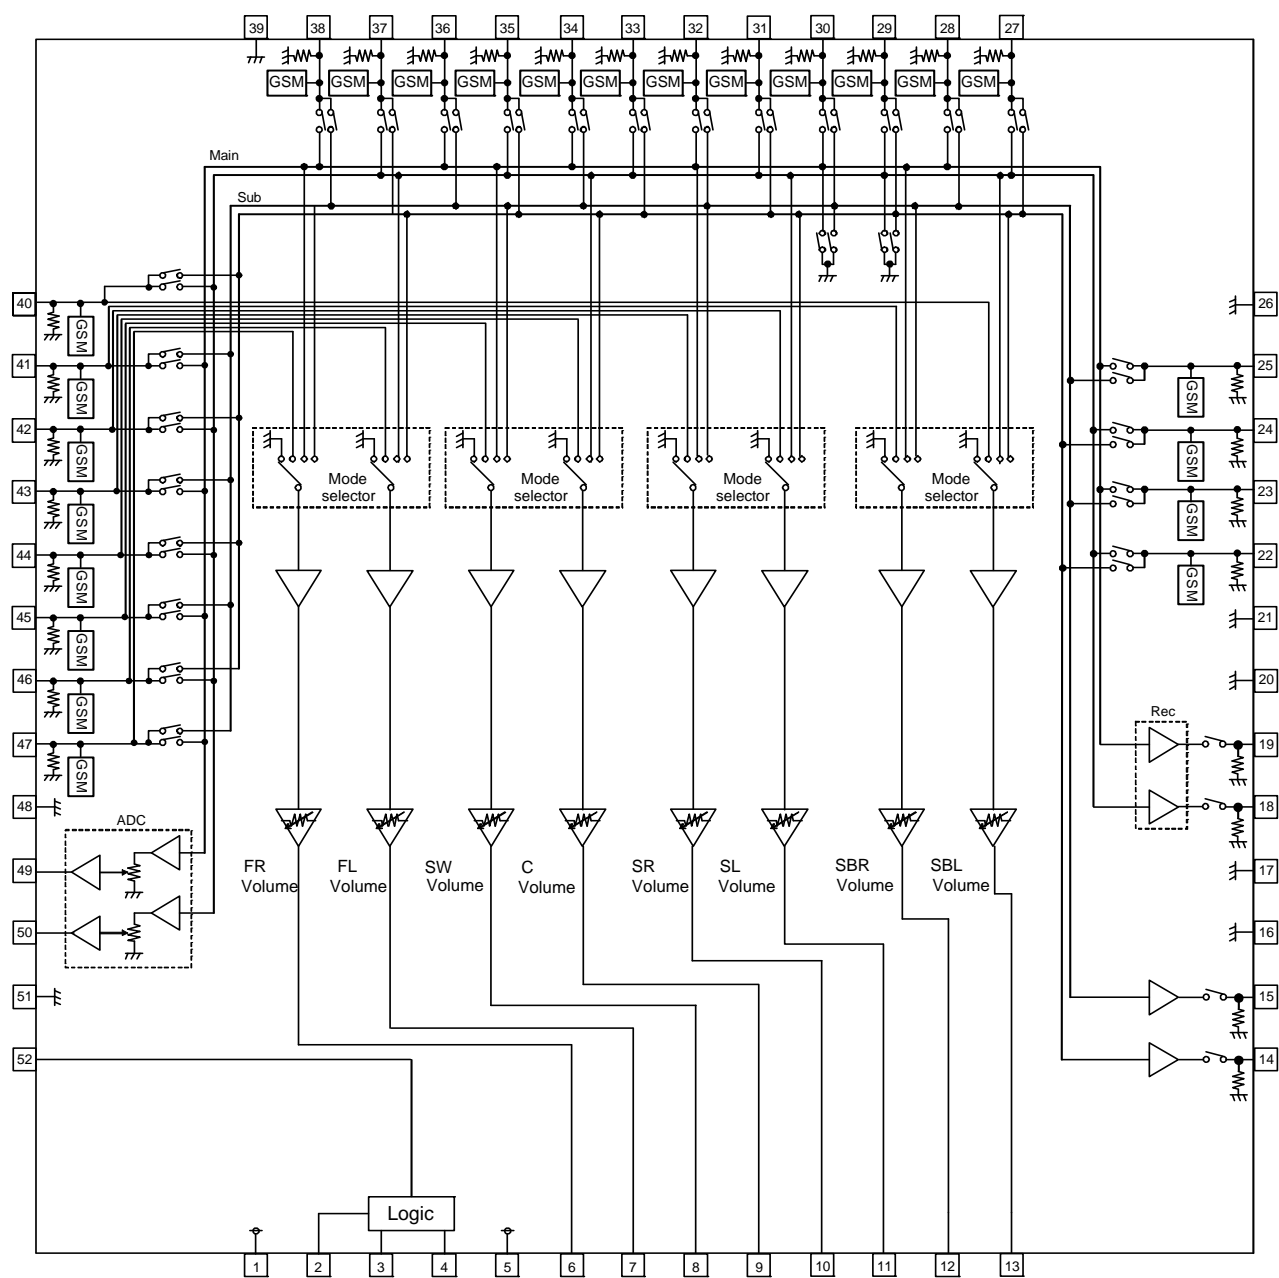 39 38 37 36 35 34 33 32 31 30 29 28 27
GSM GSM GSM GSM GSM GSM GSM GSM GSM GSM GSM GSM
Main
Sub
40 26
GSM
41 25
GSM GSM
42 24
GSM GSM
43 23
GSM GSM
Mode Mode Mode Mode
selector selector selector selector
44 22
GSM GSM
45 21
GSM
46 20
GSM
Rec
47 19
GSM
48 18
ADC
49 17
FR FL SW C SR SL SBR SBL
Volume Volume Volume Volume Volume Volume Volume Volume
50 16
51 15
52 14
Logic
1 2 3 4 5 6 7 8 9 10 11 12 13